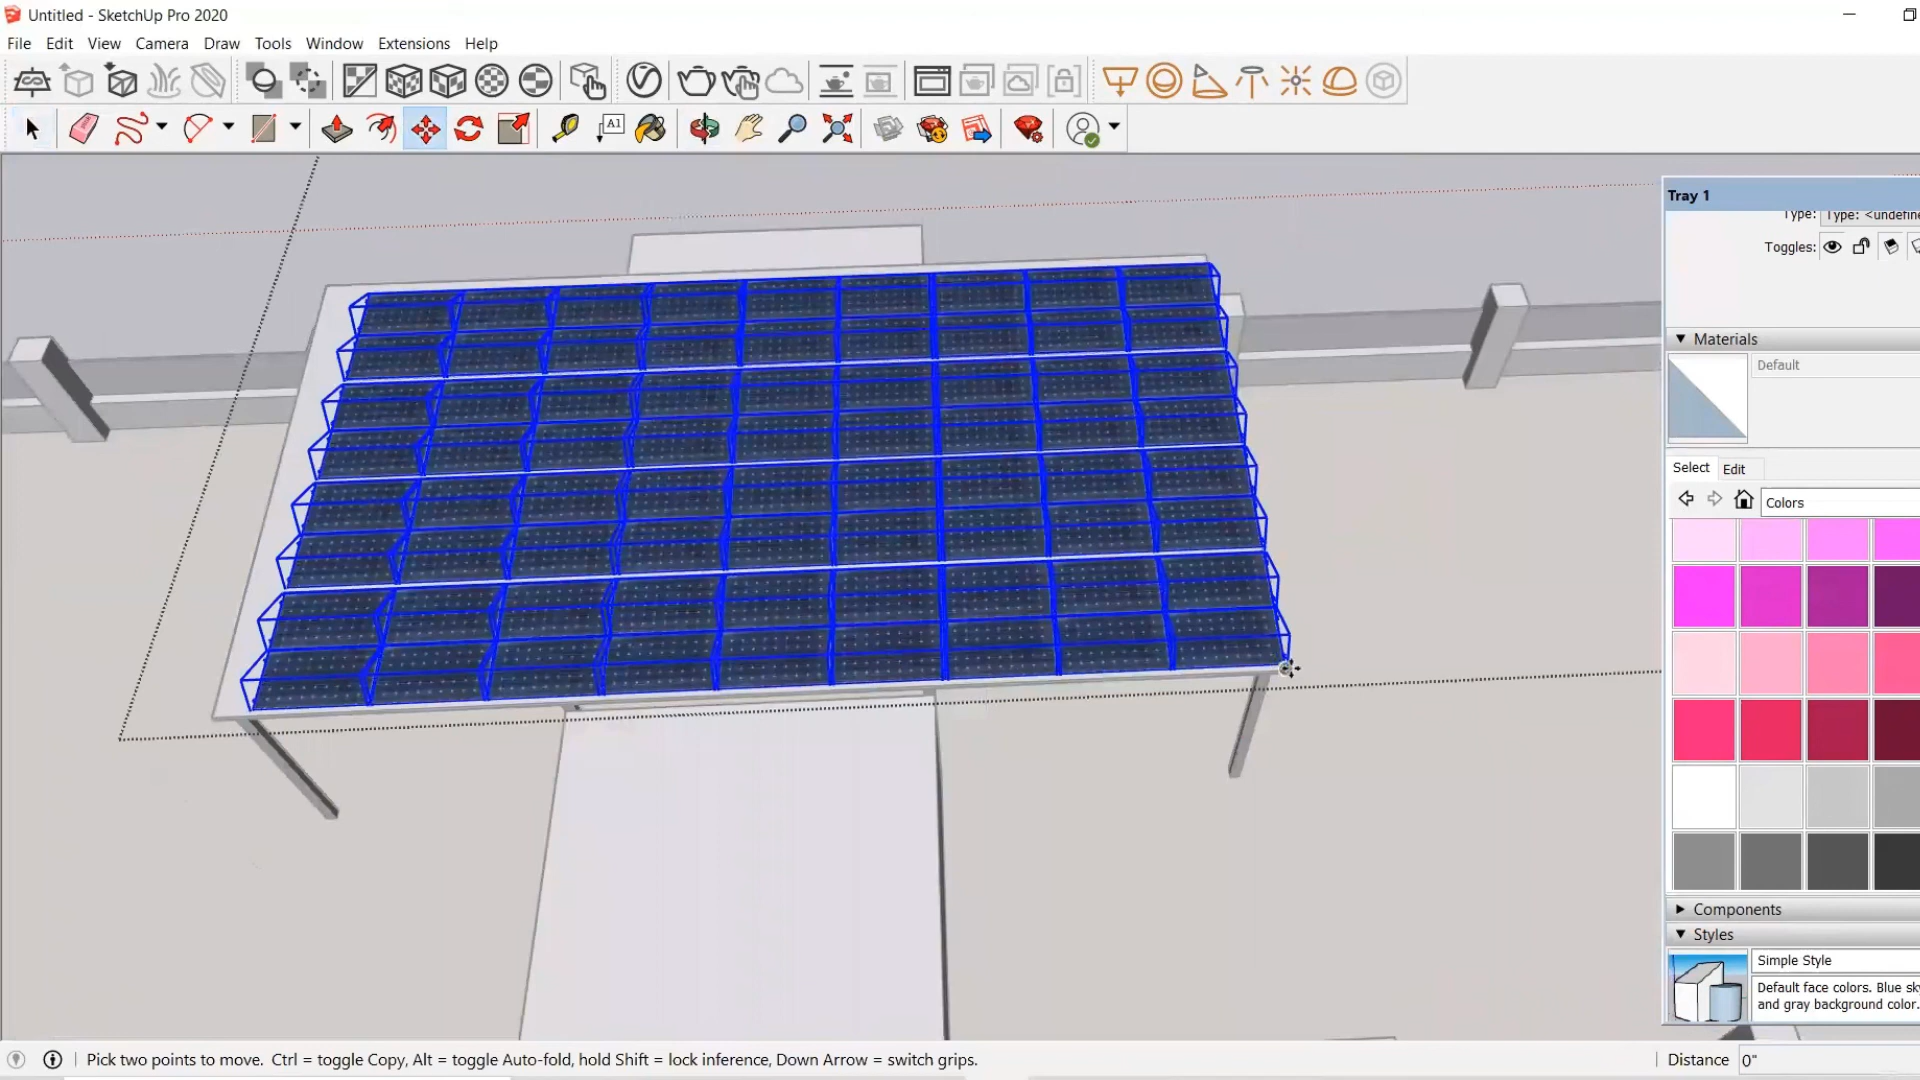 Untitled - SketchUp Pro 2020
File Edit View Camera Draw Tools Window Extensions Help
A1
Tray 1
Type: Type: <undefine
Toggles:
Materials
Default
Select Edit
Colors
Components
Styles
Simple Style
Default face colors. Blue sky
and gray background color.
Pick two points to move. Ctrl = toggle Copy, Alt = toggle Auto-fold, hold Shift = lock inference, Down Arrow = switch grips.
Distance 0"